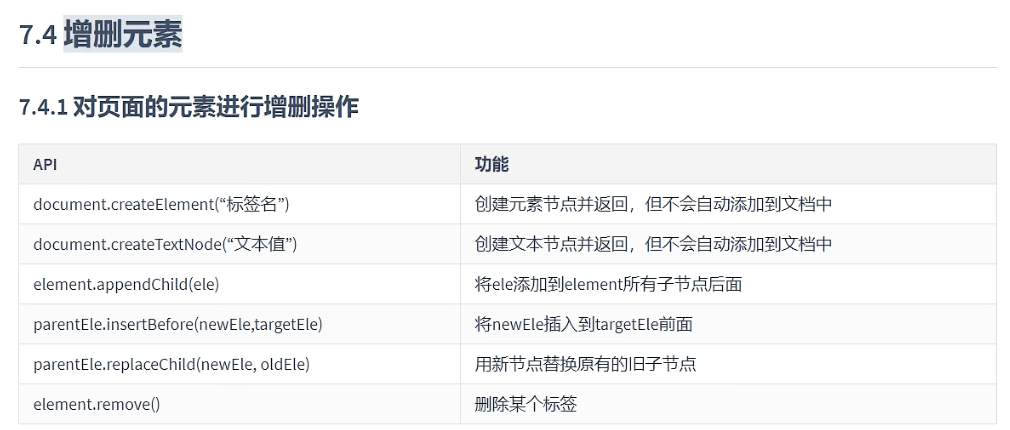 7.4 增删元素
7.4.1 对页面的元素进行增删操作
API 功能
document.createElement(“标签名”) 创建元素节点并返回，但不会自动添加到文档中
document.createTextNode(“文本值”) 创建文本节点并返回，但不会自动添加到文档中
element.appendChild(ele) 将ele添加到element所有子节点后面
parentEle.insertBefore(newEle,targetEle) 将newEle插入到targetEle前面
parentEle.replaceChild(newEle, oldEle) 用新节点替换原有的旧子节点
element.remove() 删除某个标签